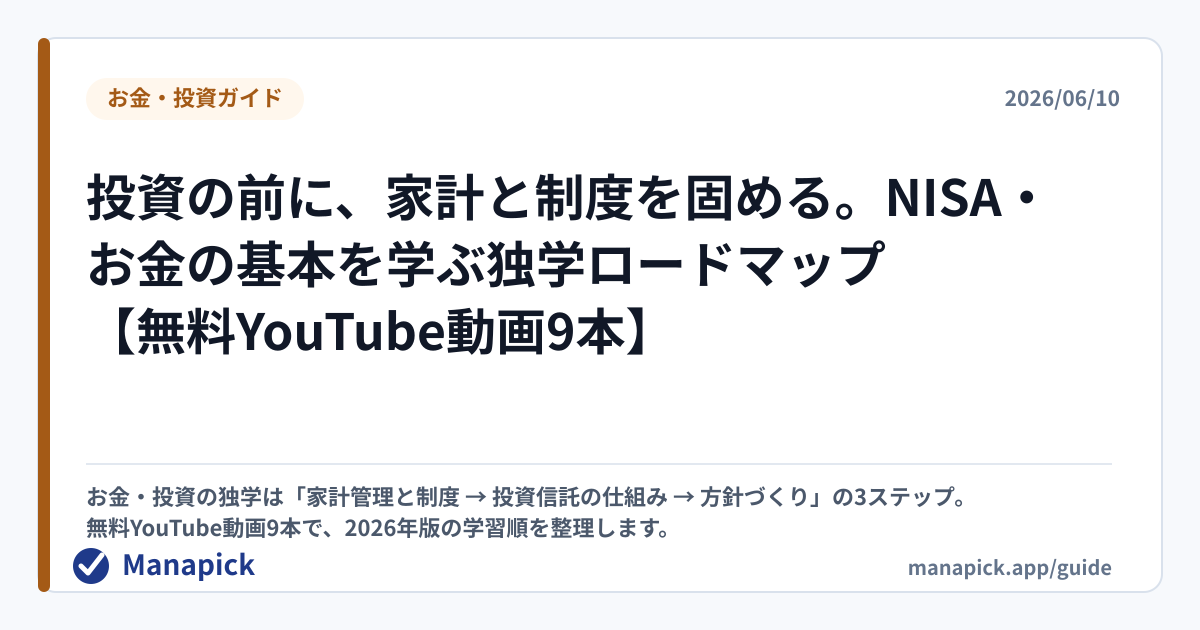 お金・投資ガイド
2026/06/10
投資の前に、家計と制度を固める。NISA・
お金の基本を学ぶ独学ロードマップ
【無料YouTube動画9本】
お金・投資の独学は「家計管理と制度 → 投資信託の仕組み → 方針づくり」の3ステップ。
無料YouTube動画9本で、2026年版の学習順を整理します。
Manapick
manapick.app/guide